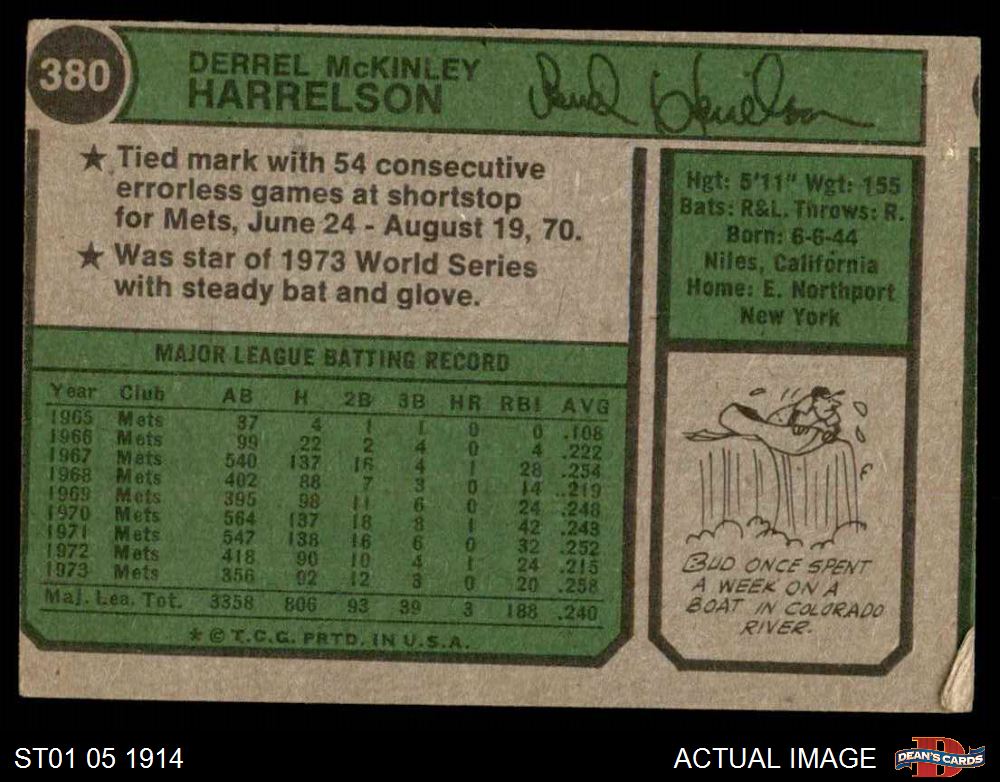 380
DERREL McKINLEY
HARRELSON
Derrel Harrelson
★ Tied mark with 54 consecutive
errorless games at shortstop
for Mets, June 24 - August 19, 70.
★ Was star of 1973 World Series
with steady bat and glove.
Hgt: 5'11" Wgt: 155
Bats: R&L. Throws: R.
Born: 6-6-44
Niles, California
Home: E. Northport
New York
MAJOR LEAGUE BATTING RECORD
Year Club AB H 2B 3B HR RBI AVG
1965 Mets 37 4 1 1 0 0 .108
1966 Mets 99 22 2 4 0 4 .222
1967 Mets 540 137 16 4 1 28 .254
1968 Mets 402 88 7 3 0 14 .219
1969 Mets 395 98 11 6 0 24 .248
1970 Mets 564 137 18 8 1 42 .243
1971 Mets 547 138 16 6 0 32 .252
1972 Mets 418 90 10 4 1 24 .215
1973 Mets 356 92 12 3 0 20 .258
Maj. Lea. Tot. 3358 806 93 39 3 188 .240
★ © T.C.G. PRTD. IN U.S.A.
BUD ONCE SPENT
A WEEK ON A
BOAT IN COLORADO
RIVER.
ST01 05 1914
ACTUAL IMAGE
D
DEAN'S CARDS